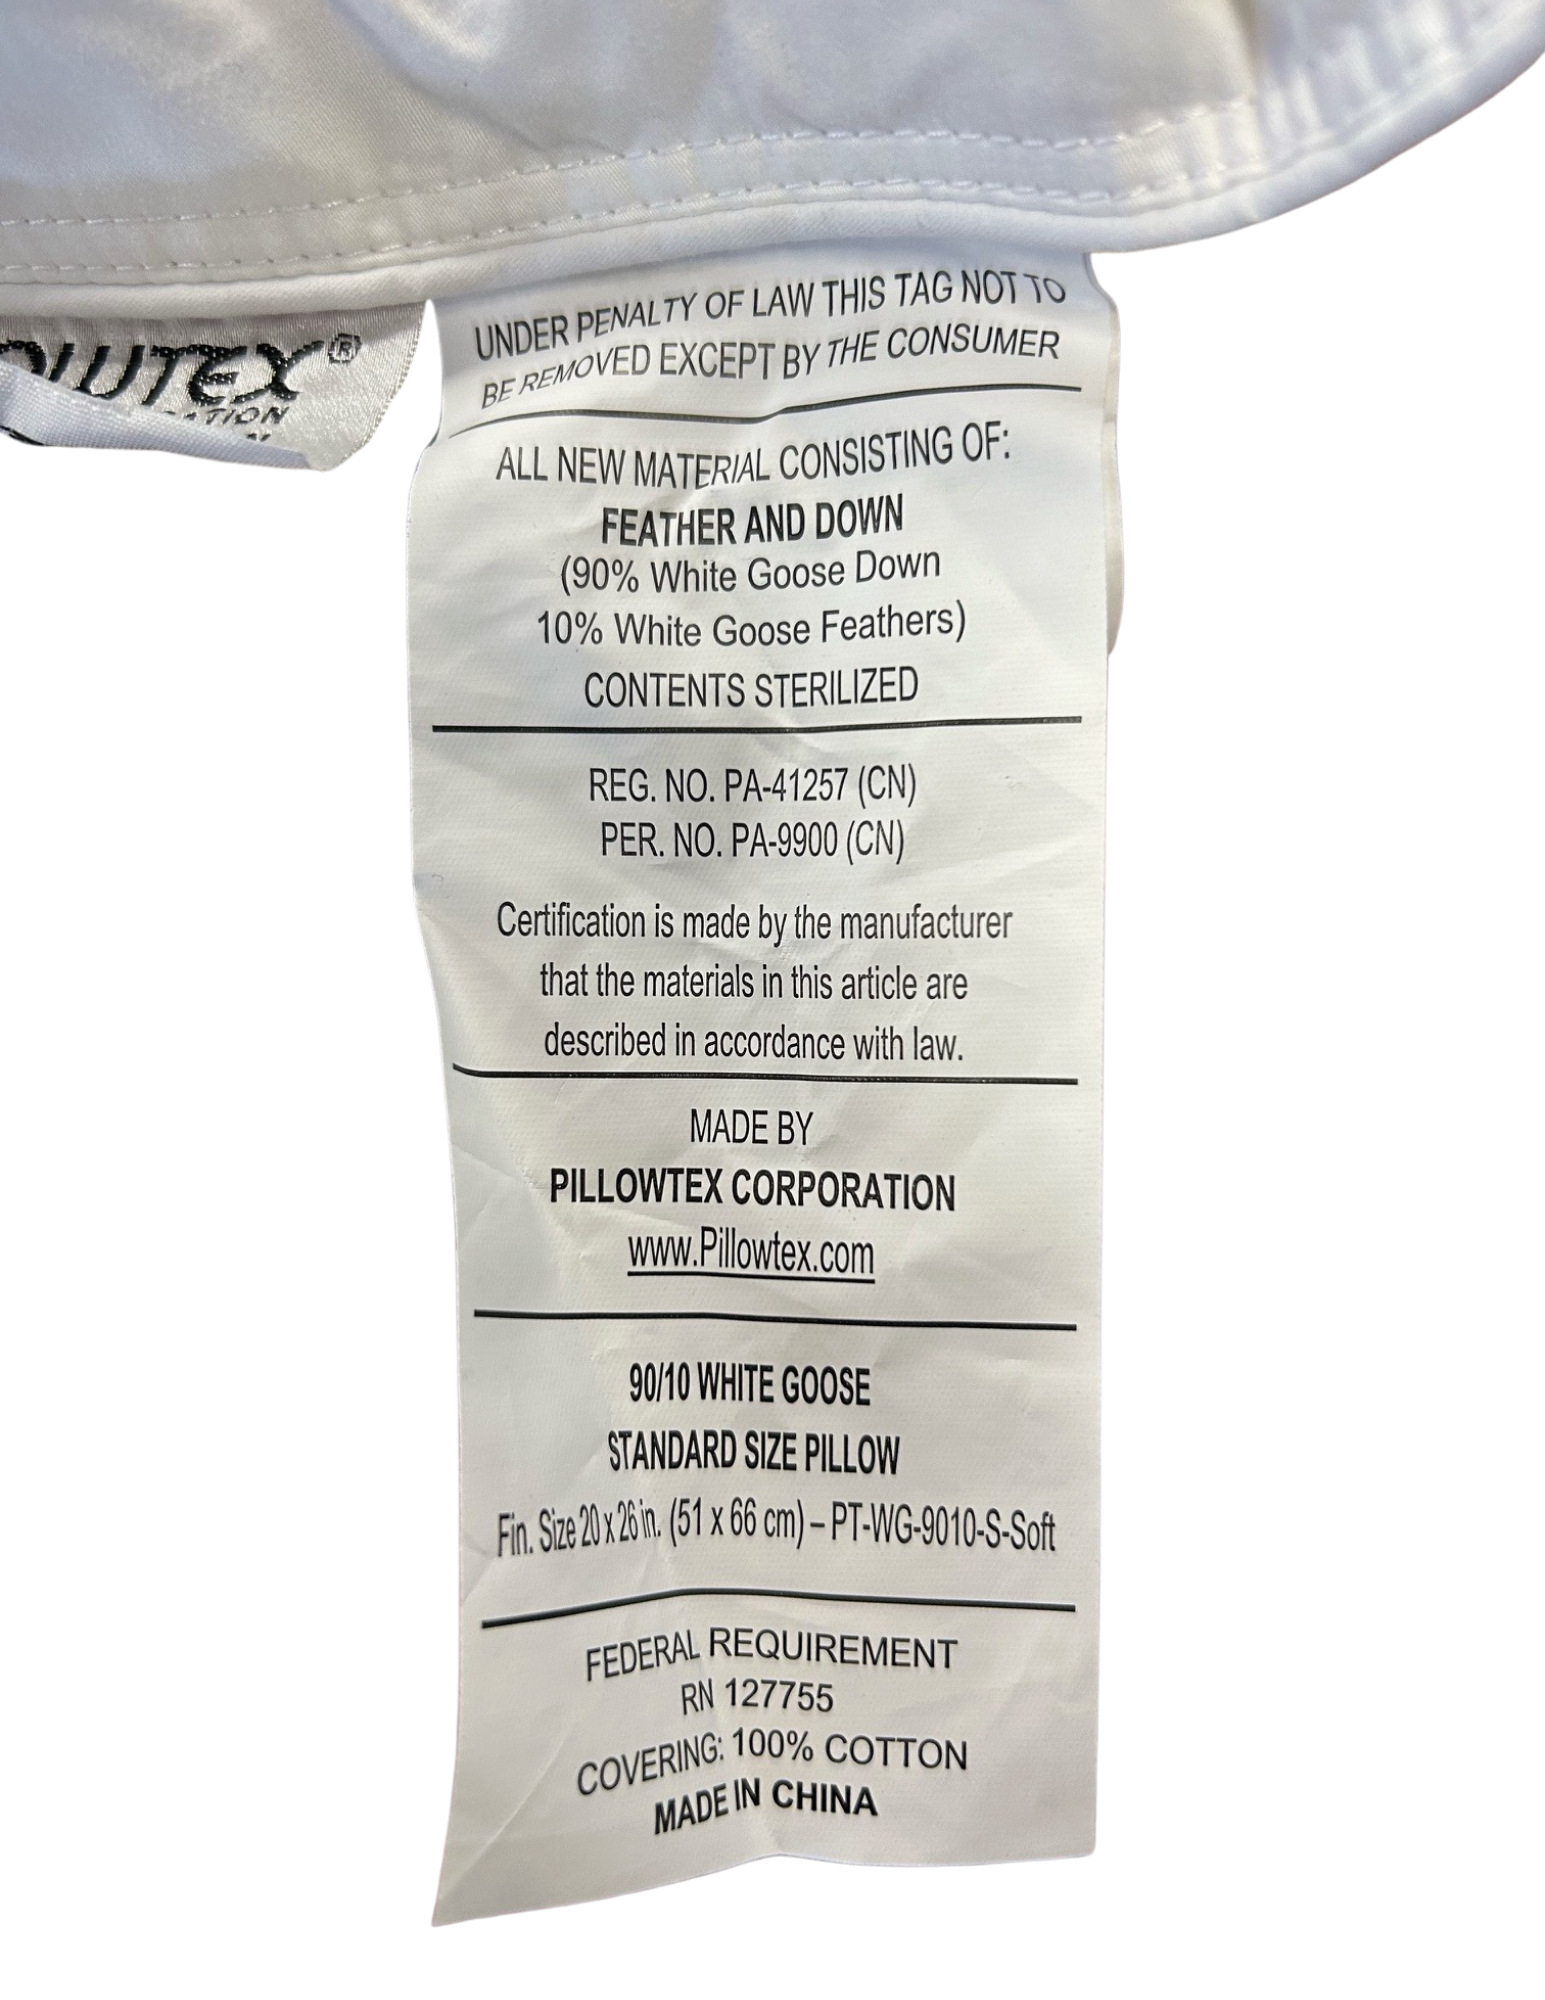 UNDER PENALTY OF LAW THIS TAG NOT TO
BE REMOVED EXCEPT BY THE CONSUMER
ALL NEW MATERIAL CONSISTING OF:
FEATHER AND DOWN
(90% White Goose Down
10% White Goose Feathers)
CONTENTS STERILIZED
REG. NO. PA-41257 (CN)
PER. NO. PA-9900 (CN)
Certification is made by the manufacturer
that the materials in this article are
described in accordance with law.
MADE BY
PILLOWTEX CORPORATION
www.Pillowtex.com
90/10 WHITE GOOSE
STANDARD SIZE PILLOW
Fin. Size 20 x 26 in. (51 x 66 cm) – PT-WG-9010-S-Soft
FEDERAL REQUIREMENT
RN 127755
COVERING: 100% COTTON
MADE IN CHINA